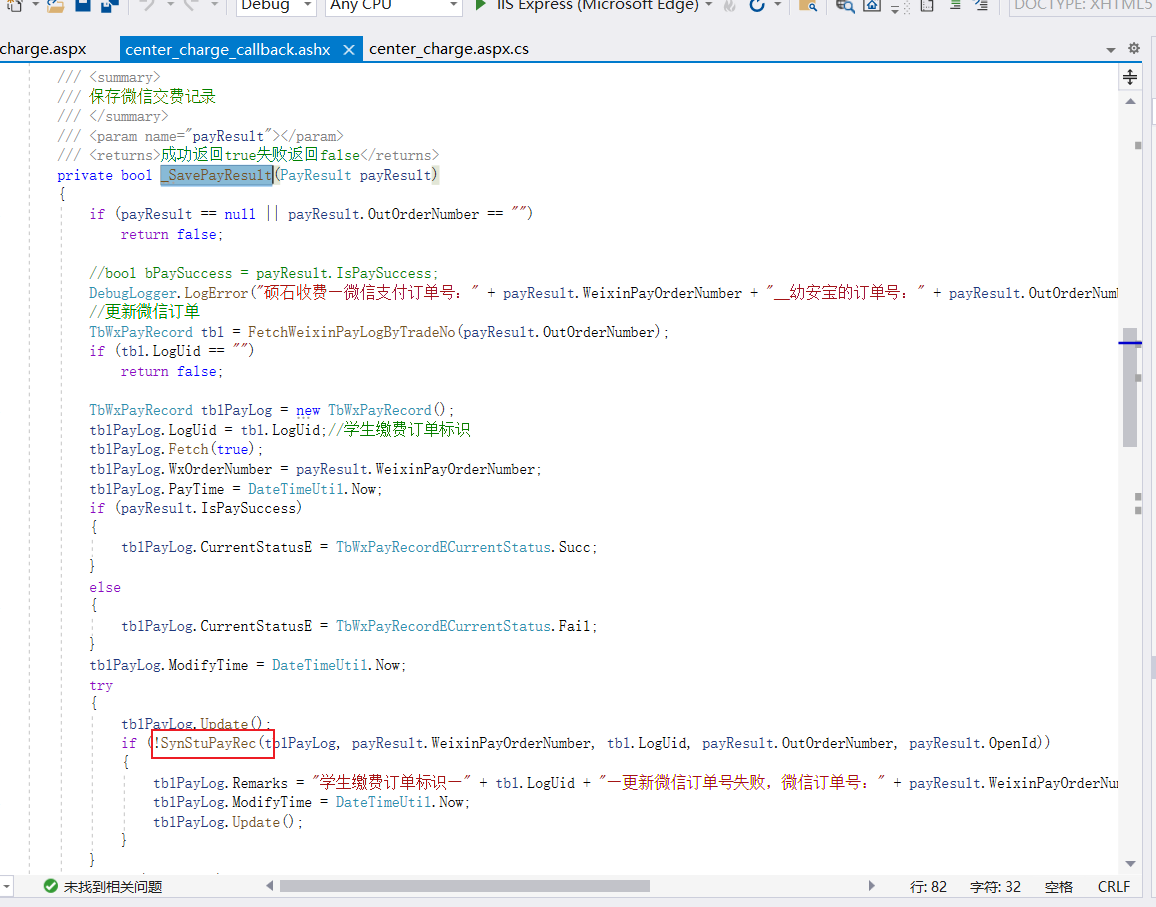 Debug
Any CPU
IIS Express (Microsoft Edge)
DOCTYPE: XHTML5
charge.aspx
center_charge_callback.ashx
center_charge.aspx.cs
/// <summary>
/// 保存微信交费记录
/// </summary>
/// <param name="payResult"></param>
/// <returns>成功返回true失败返回false</returns>
private bool _SavePayResult(PayResult payResult)
{
if (payResult == null || payResult.OutOrderNumber == "")
return false;
//bool bPaySuccess = payResult.IsPaySuccess;
DebugLogger.LogError("硕石收费一微信支付订单号:" + payResult.WeixinPayOrderNumber + "__幼安宝的订单号:" + payResult.OutOrderNum
//更新微信订单
TbWxPayRecord tbl = FetchWeixinPayLogByTradeNo(payResult.OutOrderNumber);
if (tbl.LogUid == "")
return false;
TbWxPayRecord tblPayLog = new TbWxPayRecord();
tblPayLog.LogUid = tbl.LogUid;//学生缴费订单标识
tblPayLog.Fetch(true);
tblPayLog.WxOrderNumber = payResult.WeixinPayOrderNumber;
tblPayLog.PayTime = DateTimeUtil.Now;
if (payResult.IsPaySuccess)
{
tblPayLog.CurrentStatusE = TbWxPayRecordECurrentStatus.Succ;
}
else
{
tblPayLog.CurrentStatusE = TbWxPayRecordECurrentStatus.Fail;
}
tblPayLog.ModifyTime = DateTimeUtil.Now;
try
{
tblPayLog.Update();
if (!SynStuPayRec(tblPayLog, payResult.WeixinPayOrderNumber, tbl.LogUid, payResult.OutOrderNumber, payResult.OpenId))
{
tblPayLog.Remarks = "学生缴费订单标识一" + tbl.LogUid + "一更新微信订单号失败，微信订单号:" + payResult.WeixinPayOrderNu
tblPayLog.ModifyTime = DateTimeUtil.Now;
tblPayLog.Update();
}
}
未找到相关问题
行: 82
字符: 32
空格
CRLF